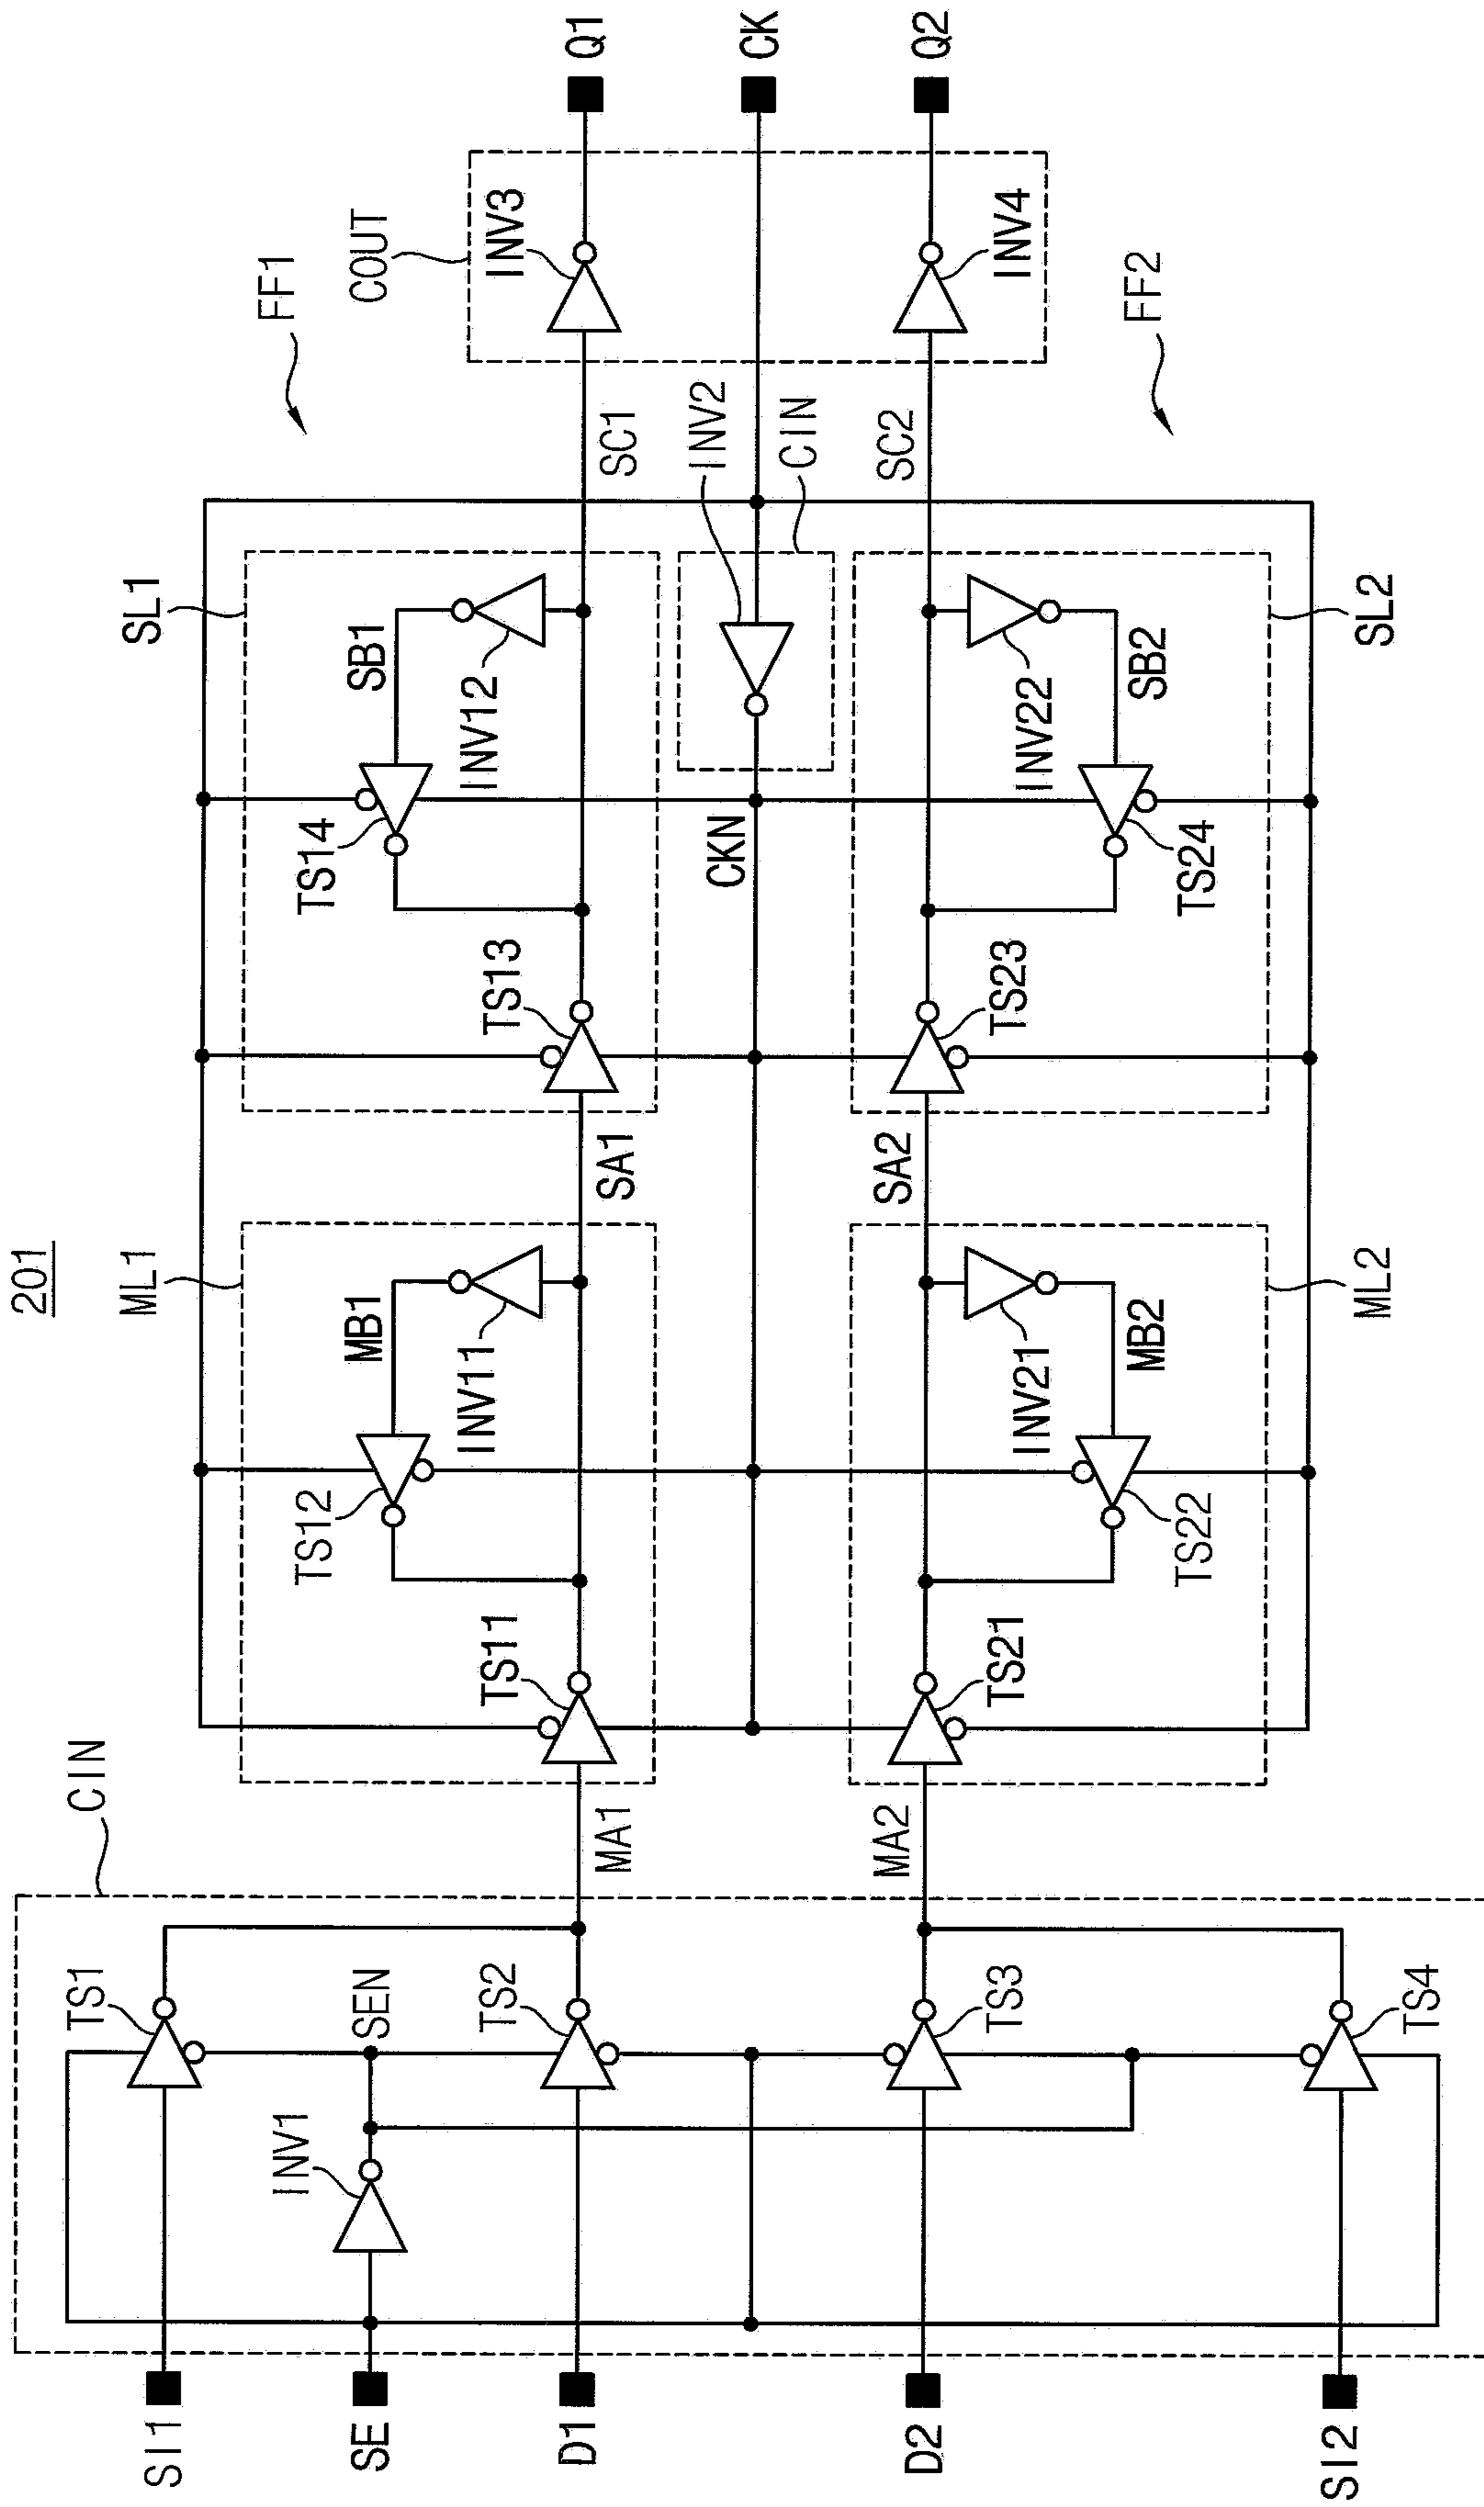 201
FF1
COUT
Q1
CK
Q2
INV3
INV4
FF2
SC1
INV2
CIN
SC2
SL1
SB1
INV12
TS14
TS13
CKN
SB2
INV22
TS24
TS23
SL2
SA1
SA2
ML1
MB1
INV11
TS12
TS11
MB2
INV21
TS22
TS21
ML2
CIN
MA1
MA2
TS1
SEN
TS2
TS3
TS4
INV1
SI1
SE
D1
D2
SI2